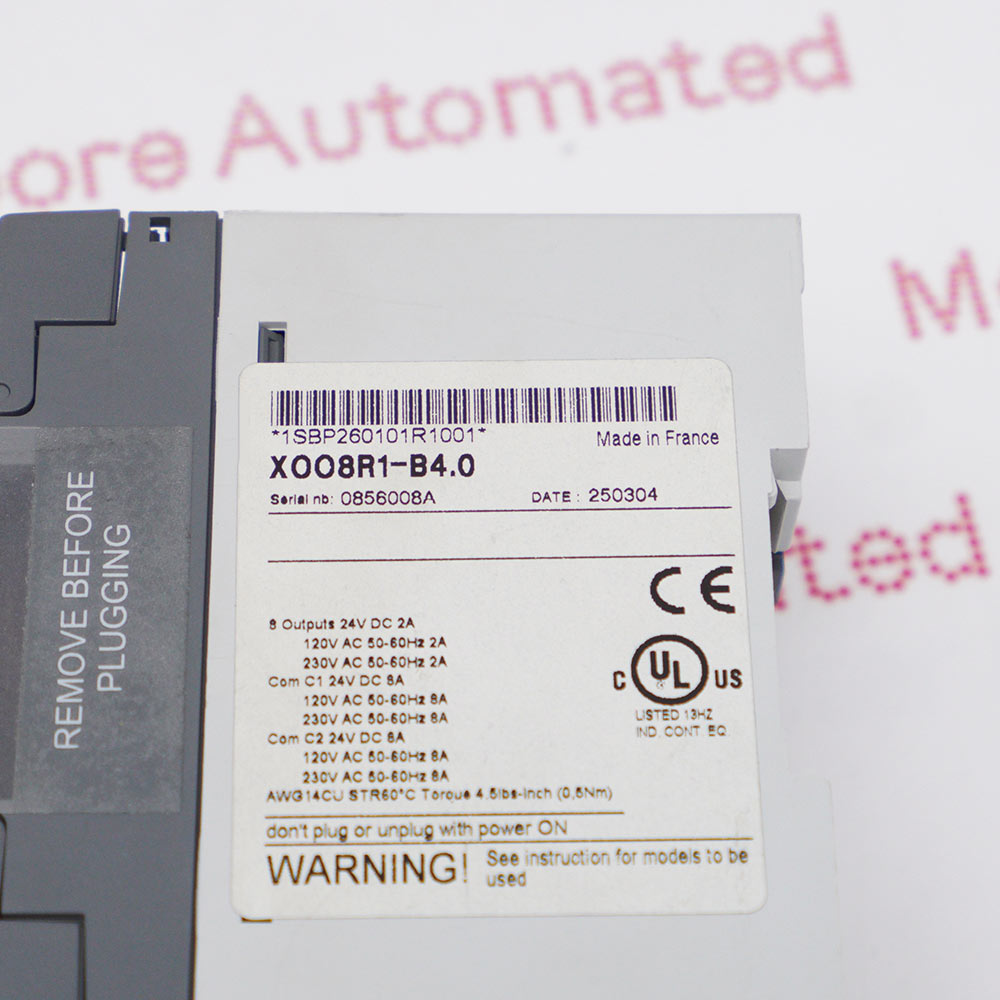 ore Automated
M
ted
REMOVE BEFORE
PLUGGING
*1SBP260101R1001*
Made in France
XO08R1-B4.0
Serial nb: 0856008A
DATE : 250304
CE
8 Outputs 24V DC 2A
120V AC 50-60Hz 2A
230V AC 50-60Hz 2A
Com C1 24V DC 8A
120V AC 50-60Hz 8A
230V AC 50-60Hz 8A
Com C2 24V DC 8A
120V AC 50-60Hz 8A
230V AC 50-60Hz 8A
C UL US
LISTED 13HZ
IND. CONT. EQ.
AWG14CU STR60°C Torque 4.5lbs-inch (0,5Nm)
don't plug or unplug with power ON
WARNING! See instruction for models to be
used